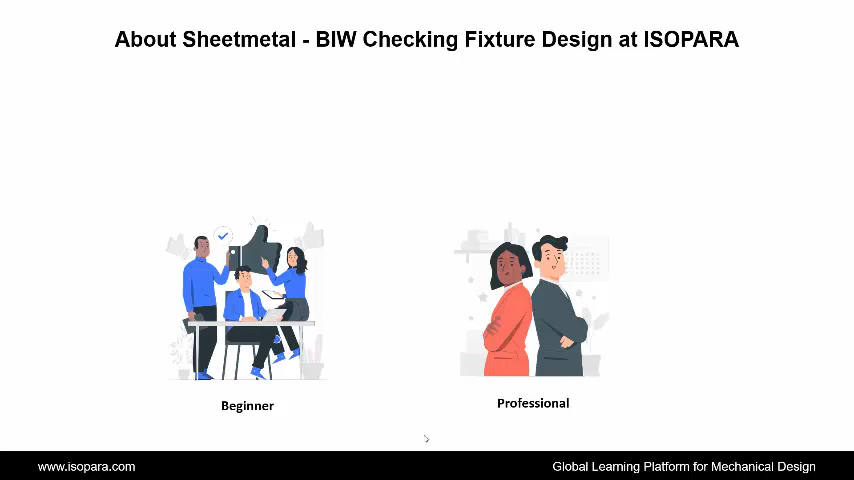 About Sheetmetal - BIW Checking Fixture Design at ISOPARA
Beginner
Professional
www.isopara.com
Global Learning Platform for Mechanical Design